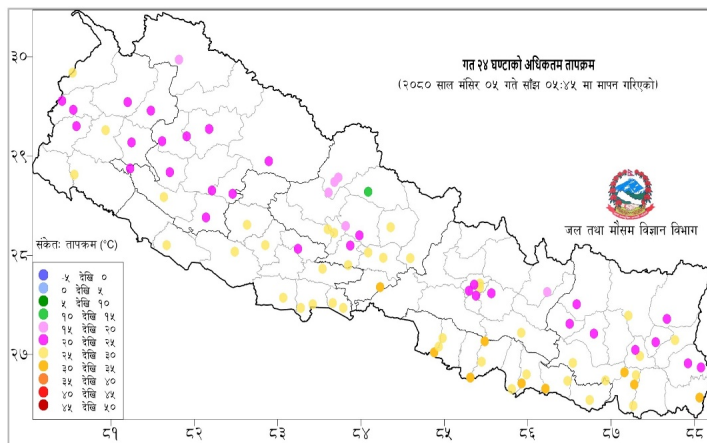 गत २४ घण्टाको अधिकतम तापक्रम
(२०८० साल मंसिर ०५ गते साँझ ०५:४५ मा मापन गरिएको)
३०
२९
२८
२७
जल तथा मौसम विज्ञान विभाग
संकेतः तापक्रम (°C)
-५ देखि ०
० देखि ५
५ देखि १०
१० देखि १५
१५ देखि २०
२० देखि २५
२५ देखि ३०
३० देखि ३५
३५ देखि ४०
४० देखि ४५
४५ देखि ५०
८१ ८२ ८३ ८४ ८५ ८६ ८७ ८८